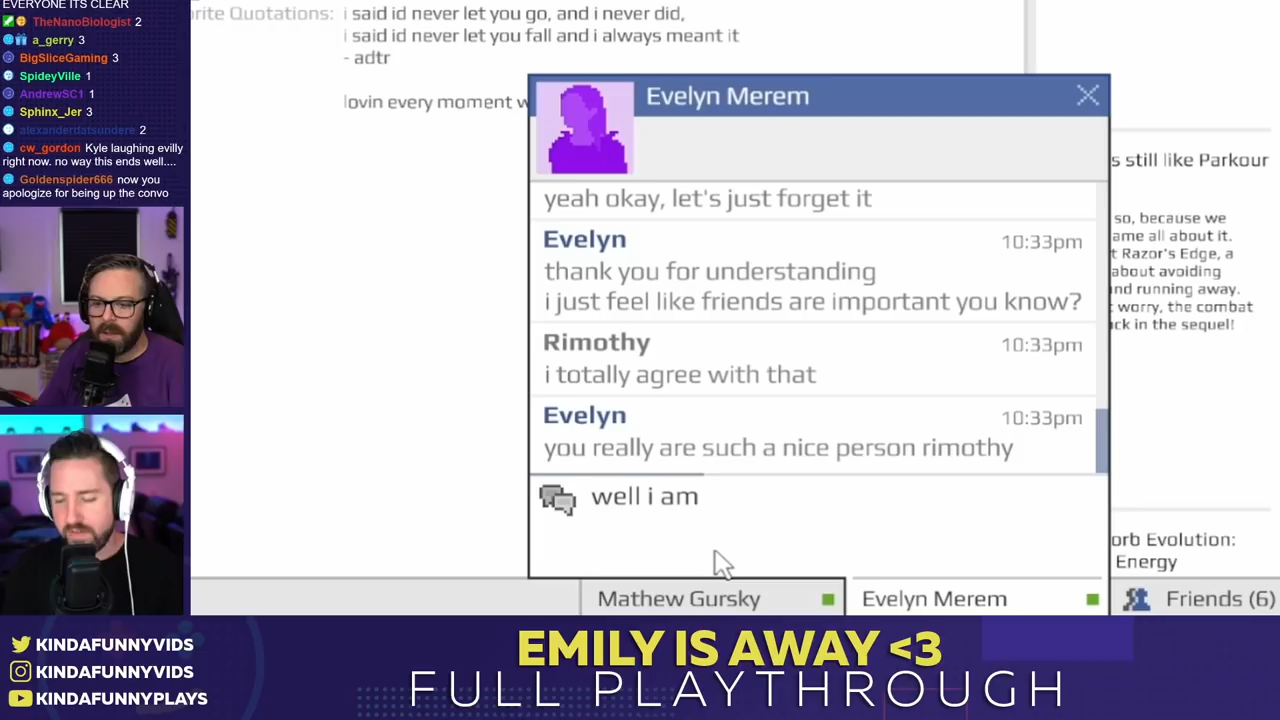 EVERYONE ITS CLEAR
TheNanoBiologist 2
a_gerry 3
BigSliceGaming 3
SpideyVille 1
AndrewSC1 1
Sphinx_Jer 3
alexanderdatsundere 2
cw_gordon Kyle laughing evilly
right now. no way this ends well....
Goldenspider666 now you
apologize for being up the convo
rite Quotations:
i said id never let you go, and i never did,
i said id never let you fall and i always meant it
- adtr
lovin every moment w
Evelyn Merem
yeah okay, let's just forget it
Evelyn 10:33pm
thank you for understanding
i just feel like friends are important you know?
Rimothy 10:33pm
i totally agree with that
Evelyn 10:33pm
you really are such a nice person rimothy
well i am
s still like Parkour
so, because we
ame all about it.
t Razor's Edge, a
about avoiding
nd running away.
worry, the combat
ck in the sequel!
orb Evolution:
Energy
Mathew Gursky
Evelyn Merem
Friends (6)
KINDAFUNNYVIDS
KINDAFUNNYVIDS
KINDAFUNNYPLAYS
EMILY IS AWAY <3
FULL PLAYTHROUGH